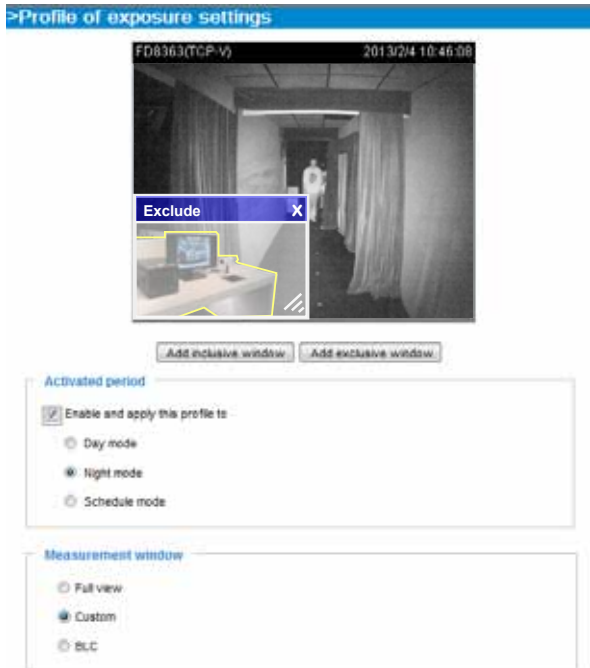 >Profile of exposure settings
FD8363(TCP-V) 2013/2/4 10:46:08
Exclude X
Add inclusive window Add exclusive window
Activated period
Enable and apply this profile to
Day mode
Night mode
Schedule mode
Measurement window
Full view
Custom
BLC